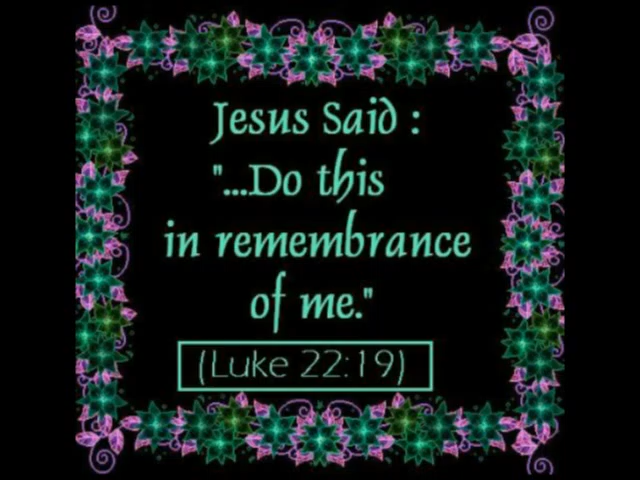 Jesus Said :
"...Do this
in remembrance
of me."
(Luke 22:19)